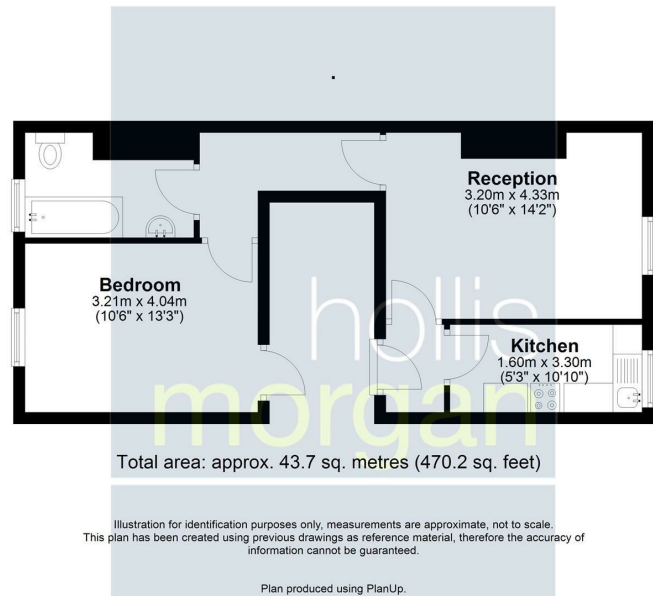 Reception
3.20m x 4.33m
(10'6" x 14'2")
Bedroom
3.21m x 4.04m
(10'6" x 13'3")
hollis
morgan
Kitchen
1.60m x 3.30m
(5'3" x 10'10")
Total area: approx. 43.7 sq. metres (470.2 sq. feet)
Illustration for identification purposes only, measurements are approximate, not to scale.
This plan has been created using previous drawings as reference material, therefore the accuracy of
information cannot be guaranteed.
Plan produced using PlanUp.